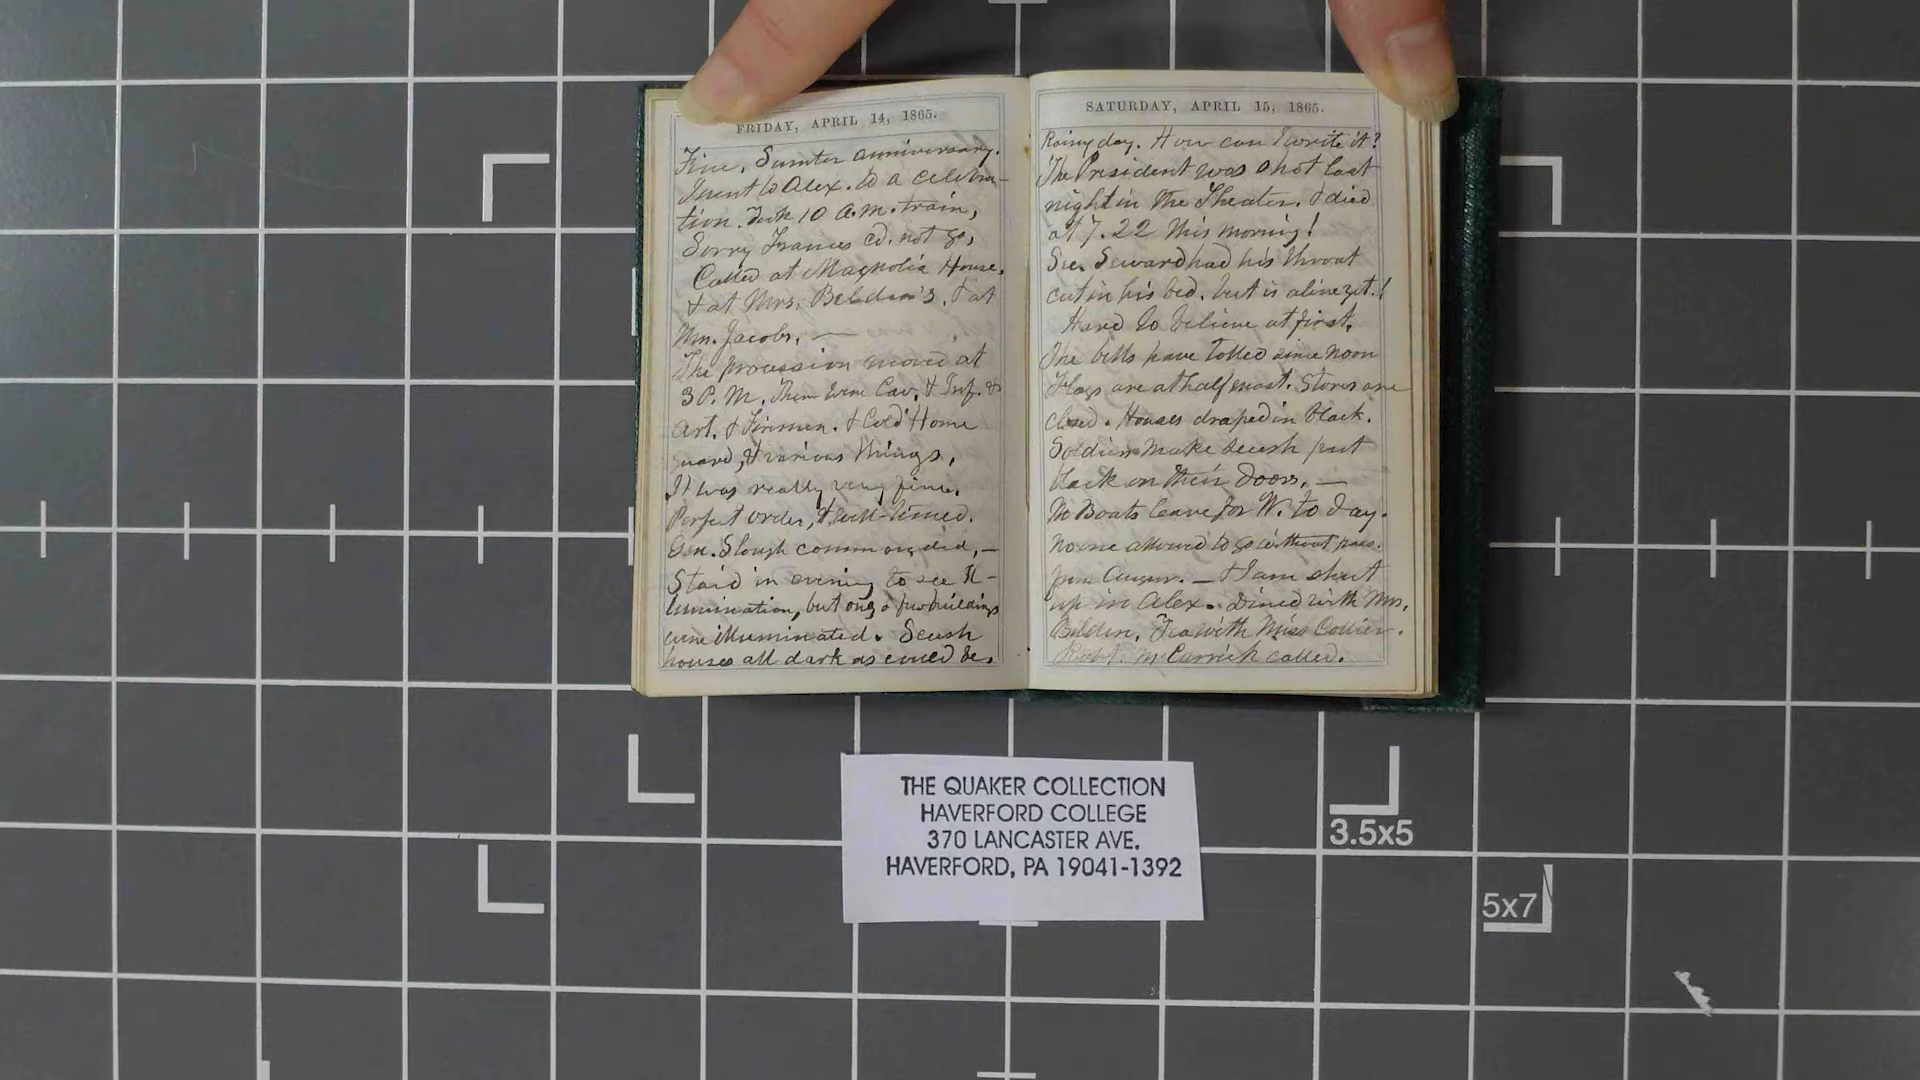 FRIDAY, APRIL 14, 1865.
Fine. Sumter anniversary.
Went to Alex. to a celebra-
tion. Took 10 A.M. train,
Sorry Frances cd. not go,
Called at Magnolia House,
& at Mrs. Belden's, & at
Mrs. Jacobs,
The procession moved at
3 P.M. There were Cav. & Inf. &
Art. & Firemen. & Col'd Home
guard, & various things,
It was really very fine.
Perfect order, & well-timed.
Gen. Slough commanded, —
Staid in evening to see Il-
lumination, but only a few buildings
were illuminated. Secesh
houses all dark as could be.
SATURDAY, APRIL 15, 1865.
Rainy day. How can I write it?
The President was shot last
night in the Theater. & died
at 7.22 this morning!
Sec. Seward had his throat
cut in his bed, but is alive yet!
Hard to believe at first.
The bells have tolled since noon
Flags are at half mast. Stores are
closed. Houses draped in black.
Soldiers make secesh put
black on their doors. —
No Boats leave for W. to day.
No one allowed to go without pass.
from Augur. — & I am shut
up in Alex. Dined with Mrs.
Belden, Tea with Miss Collier.
Robt. McCarrick called.
THE QUAKER COLLECTION
HAVERFORD COLLEGE
370 LANCASTER AVE.
HAVERFORD, PA 19041-1392
3.5x5
5x7